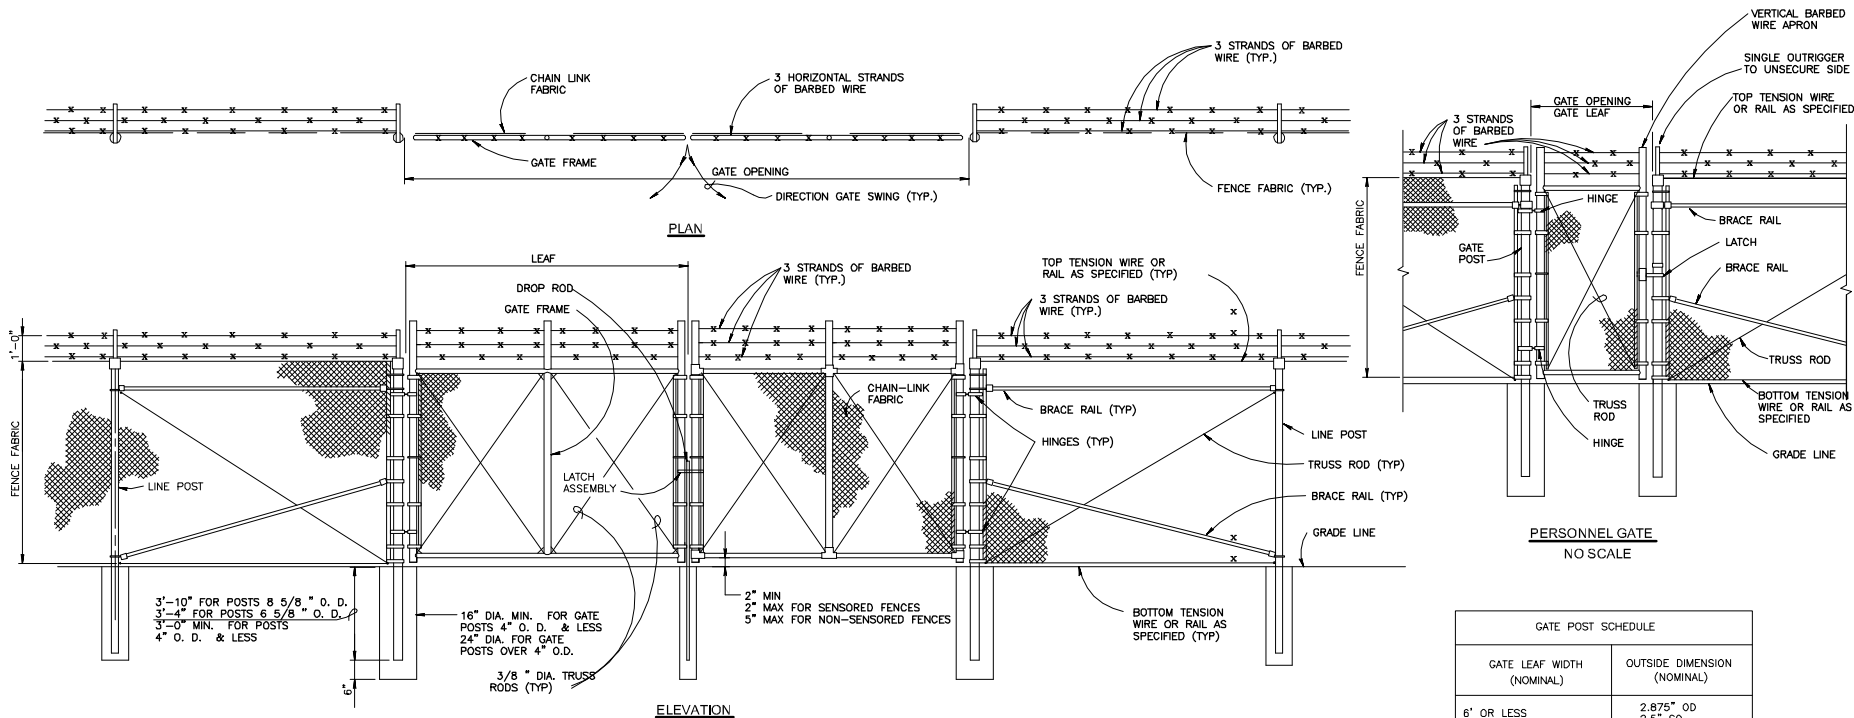 3 STRANDS OF BARBED
WIRE (TYP.)
CHAIN LINK
FABRIC
3 HORIZONTAL STRANDS
OF BARBED WIRE
GATE FRAME
GATE OPENING
DIRECTION GATE SWING (TYP.)
FENCE FABRIC (TYP.)
PLAN
VERTICAL BARBED
WIRE APRON
SINGLE OUTRIGGER
TO UNSECURE SIDE
TOP TENSION WIRE
OR RAIL AS SPECIFIED
GATE OPENING
GATE LEAF
3 STRANDS
OF BARBED
WIRE
FENCE FABRIC
HINGE
BRACE RAIL
GATE
POST
LATCH
BRACE RAIL
TRUSS ROD
BOTTOM TENSION
WIRE OR RAIL AS
SPECIFIED
TRUSS
ROD
HINGE
GRADE LINE
PERSONNEL GATE
NO SCALE
LEAF
DROP ROD
GATE FRAME
3 STRANDS OF BARBED
WIRE (TYP.)
TOP TENSION WIRE OR
RAIL AS SPECIFIED (TYP)
3 STRANDS OF BARBED
WIRE (TYP.)
1'-0"
FENCE FABRIC
CHAIN-LINK
FABRIC
BRACE RAIL (TYP)
HINGES (TYP)
LINE POST
LINE POST
LATCH
ASSEMBLY
TRUSS ROD (TYP)
BRACE RAIL (TYP)
GRADE LINE
3'-10" FOR POSTS 8 5/8 " O. D.
3'-4" FOR POSTS 6 5/8 " O. D.
3'-0" MIN. FOR POSTS
4" O. D. & LESS
16" DIA. MIN. FOR GATE
POSTS 4" O. D. & LESS
24" DIA. FOR GATE
POSTS OVER 4" O.D.
3/8 " DIA. TRUSS
RODS (TYP)
2" MIN
2" MAX FOR SENSORED FENCES
5" MAX FOR NON-SENSORED FENCES
BOTTOM TENSION
WIRE OR RAIL AS
SPECIFIED (TYP)
6"
ELEVATION
GATE POST SCHEDULE
GATE LEAF WIDTH
(NOMINAL)
OUTSIDE DIMENSION
(NOMINAL)
6' OR LESS
2.875" OD